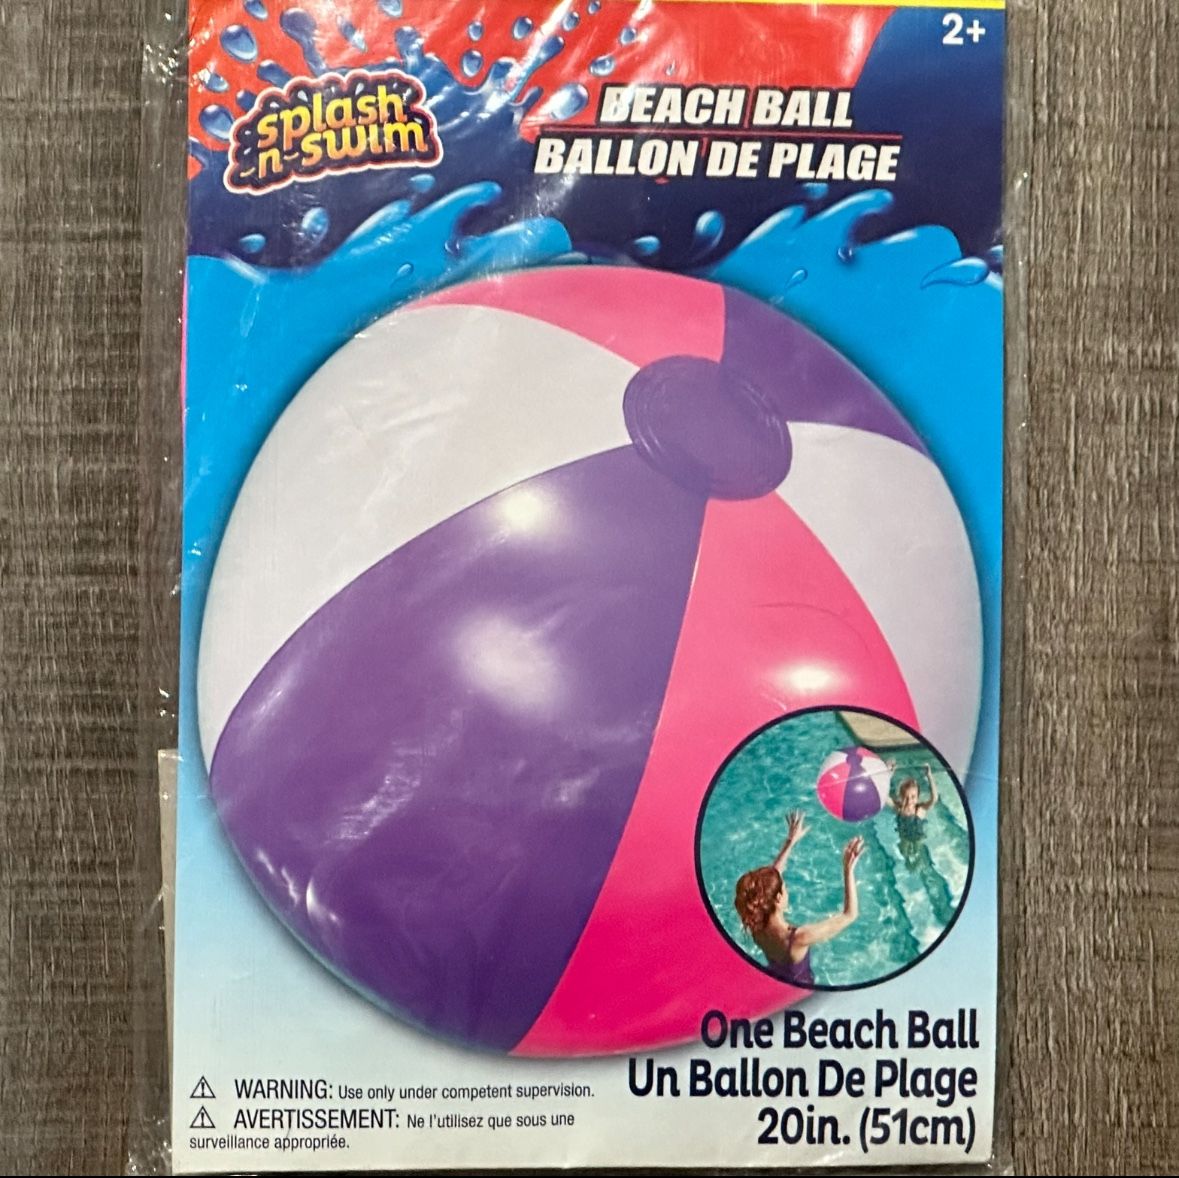 2+
splash
-n-swim
BEACH BALL
BALLON DE PLAGE
One Beach Ball
Un Ballon De Plage
20in. (51cm)
⚠ WARNING: Use only under competent supervision.
⚠ AVERTISSEMENT: Ne l'utilisez que sous une
surveillance appropriée.